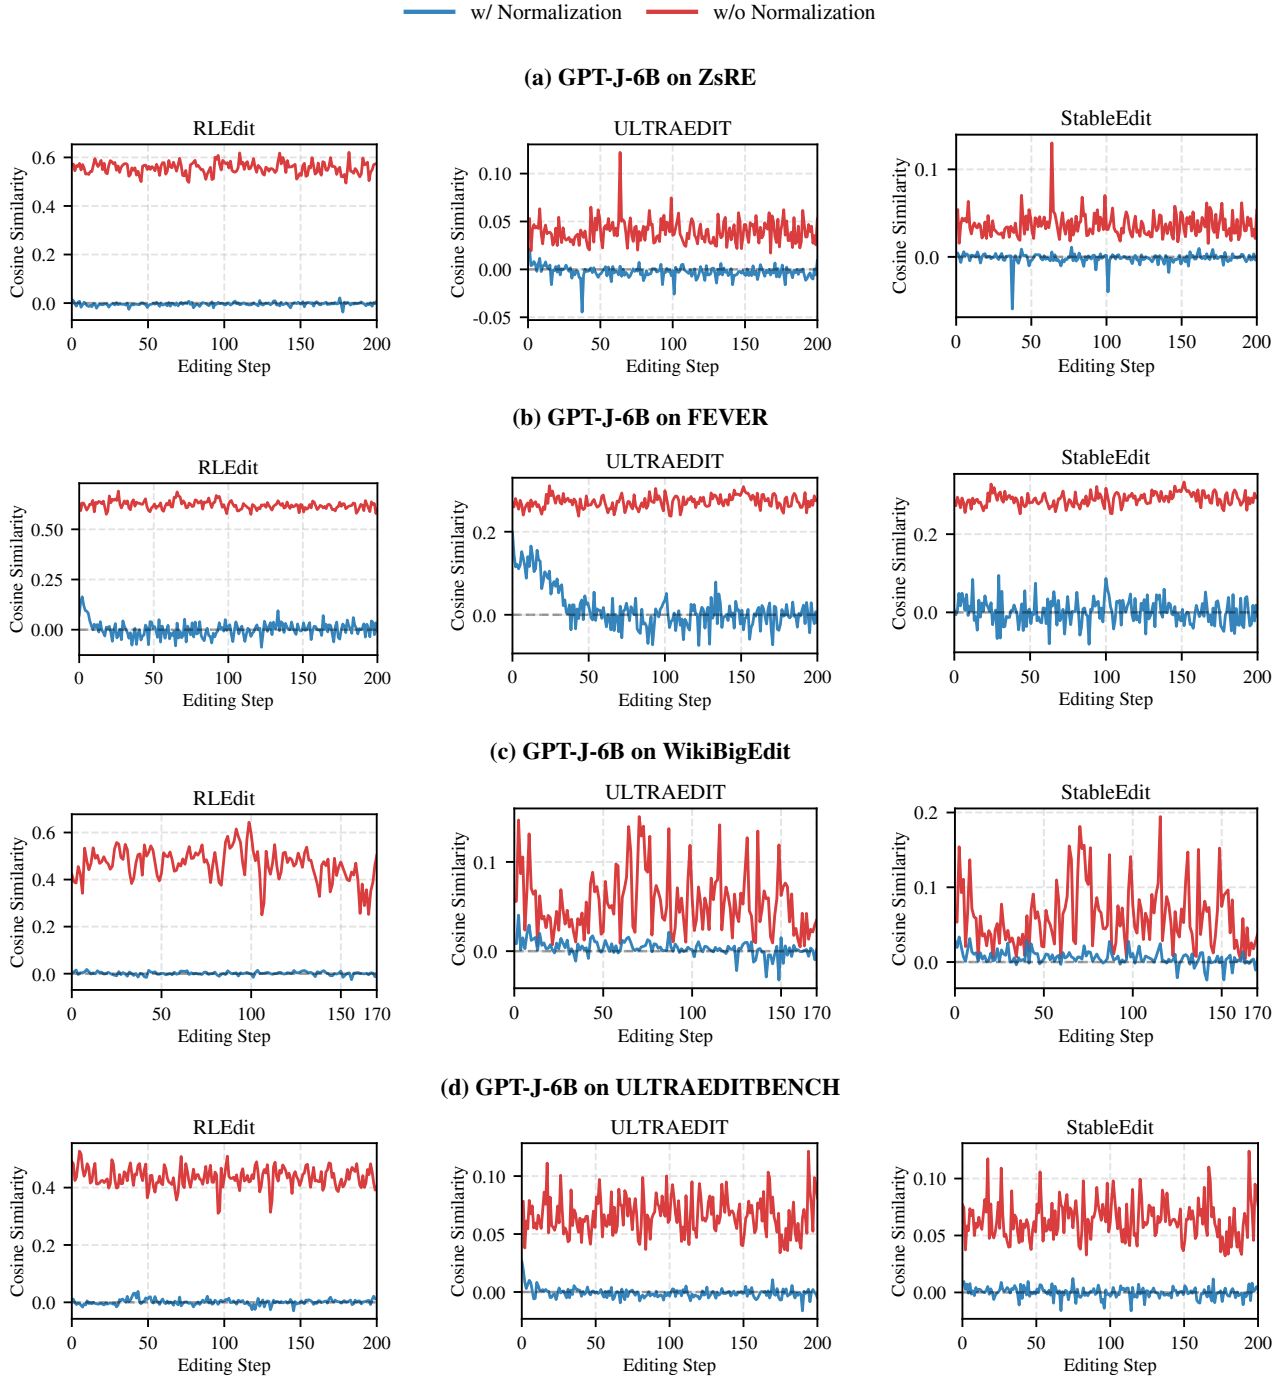 w/ Normalization w/o Normalization
(a) GPT-J-6B on ZsRE
RLEdit
Cosine Similarity
0.6
0.4
0.2
0.0
0 50 100 150 200
Editing Step
ULTRAEDIT
Cosine Similarity
0.10
0.05
0.00
-0.05
0 50 100 150 200
Editing Step
StableEdit
Cosine Similarity
0.1
0.0
0 50 100 150 200
Editing Step
(b) GPT-J-6B on FEVER
RLEdit
Cosine Similarity
0.50
0.25
0.00
0 50 100 150 200
Editing Step
ULTRAEDIT
Cosine Similarity
0.2
0.0
0 50 100 150 200
Editing Step
StableEdit
Cosine Similarity
0.2
0.0
0 50 100 150 200
Editing Step
(c) GPT-J-6B on WikiBigEdit
RLEdit
Cosine Similarity
0.6
0.4
0.2
0.0
0 50 100 150 170
Editing Step
ULTRAEDIT
Cosine Similarity
0.1
0.0
0 50 100 150 170
Editing Step
StableEdit
Cosine Similarity
0.2
0.1
0.0
0 50 100 150 170
Editing Step
(d) GPT-J-6B on ULTRAEDITBENCH
RLEdit
Cosine Similarity
0.4
0.2
0.0
0 50 100 150 200
Editing Step
ULTRAEDIT
Cosine Similarity
0.10
0.05
0.00
0 50 100 150 200
Editing Step
StableEdit
Cosine Similarity
0.10
0.05
0.00
0 50 100 150 200
Editing Step